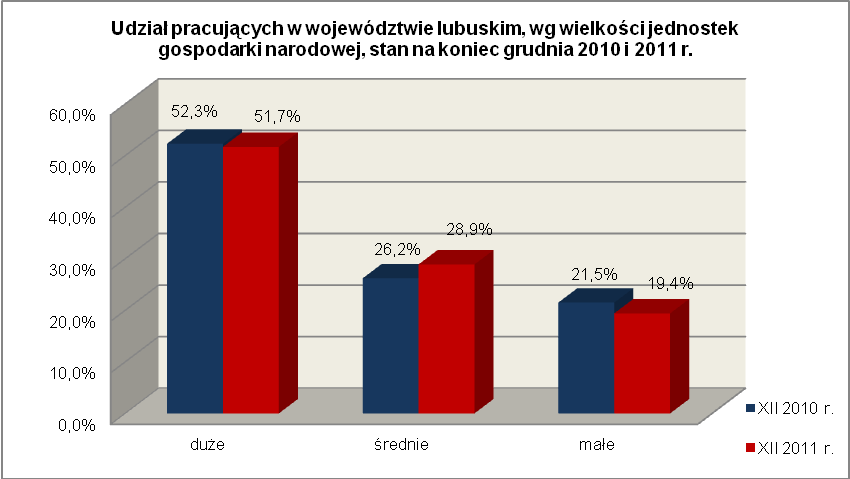 Udział pracujących w województwie lubuskim, wg wielkości jednostek
gospodarki narodowej, stan na koniec grudnia 2010 i 2011 r.
60,0%
50,0%
40,0%
30,0%
20,0%
10,0%
0,0%
52,3%
51,7%
26,2%
28,9%
21,5%
19,4%
duże
średnie
małe
XII 2010 r.
XII 2011 r.